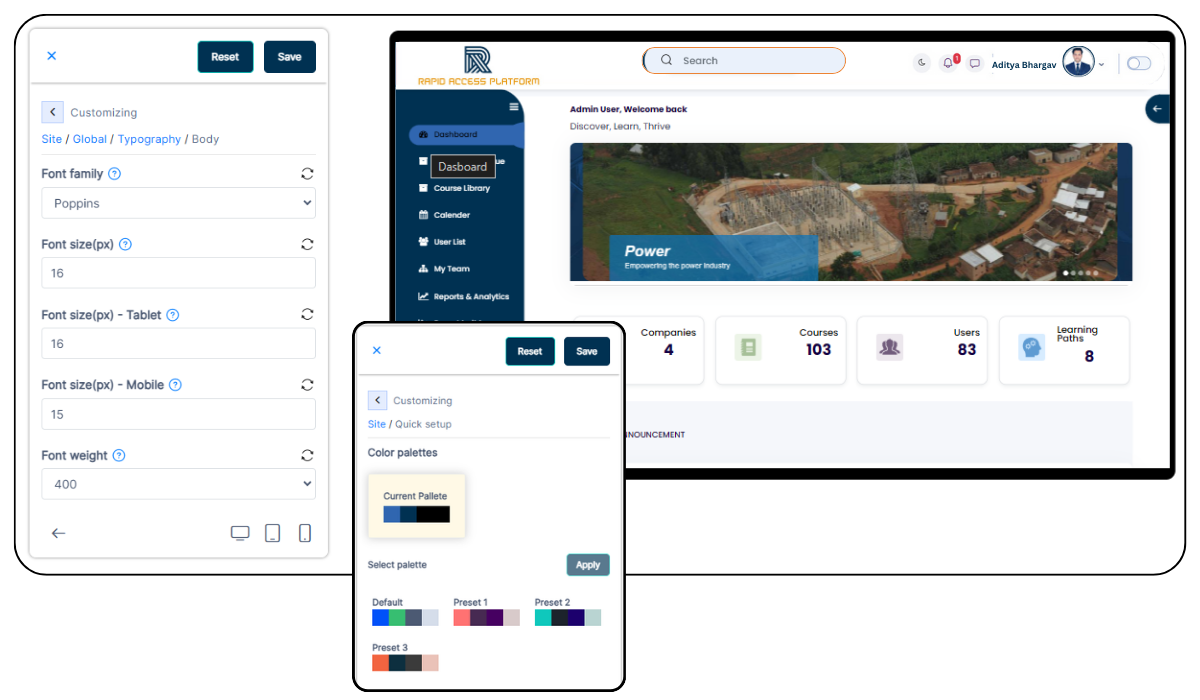 Reset
Save
Customizing
Site / Global / Typography / Body
Font family
Poppins
Font size(px)
16
Font size(px) - Tablet
16
Font size(px) - Mobile
15
Font weight
400
RAPID ACCESS PLATFORM
Search
1
Aditya Bhargav
Dashboard
Dasboard
ue
Course Library
Calender
User List
My Team
Reports & Analytics
Admin User, Welcome back
Discover, Learn, Thrive
Power
Empowering the power industry
Companies
4
Courses
103
Users
83
Learning
Paths
8
NNOUNCEMENT
Reset
Save
Customizing
Site / Quick setup
Color palettes
Current Pallete
Select palette
Apply
Default
Preset 1
Preset 2
Preset 3